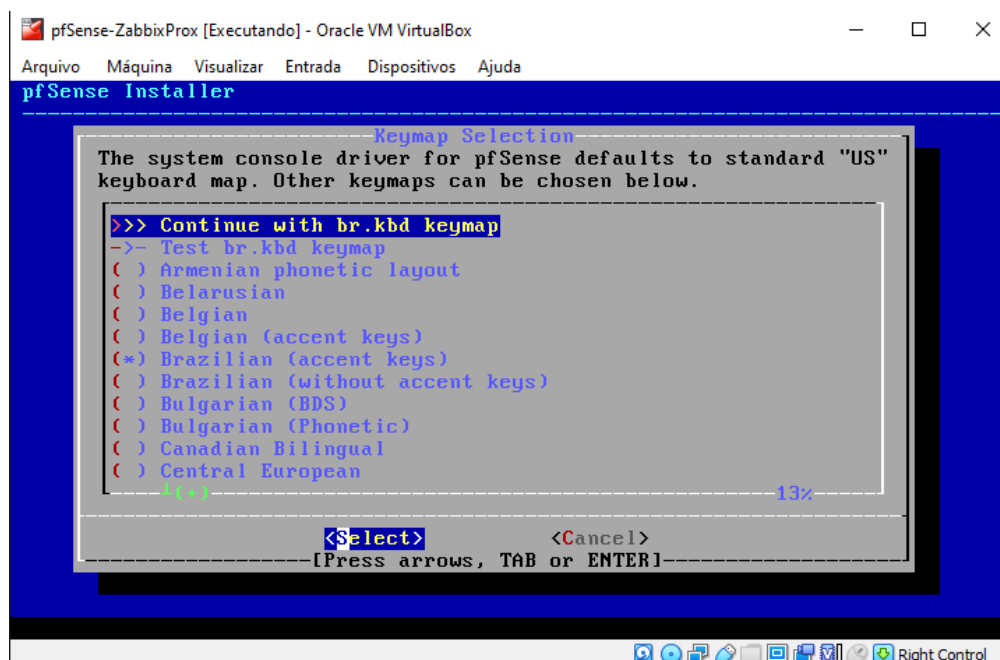 pfSense-ZabbixProx [Executando] - Oracle VM VirtualBox
Arquivo Máquina Visualizar Entrada Dispositivos Ajuda
pfSense Installer
Keymap Selection
The system console driver for pfSense defaults to standard "US"
keyboard map. Other keymaps can be chosen below.
>>> Continue with br.kbd keymap
->- Test br.kbd keymap
( ) Armenian phonetic layout
( ) Belarusian
( ) Belgian
( ) Belgian (accent keys)
(*) Brazilian (accent keys)
( ) Brazilian (without accent keys)
( ) Bulgarian (BDS)
( ) Bulgarian (Phonetic)
( ) Canadian Bilingual
( ) Central European
(+) 13%
<Select> <Cancel>
[Press arrows, TAB or ENTER]
Right Control